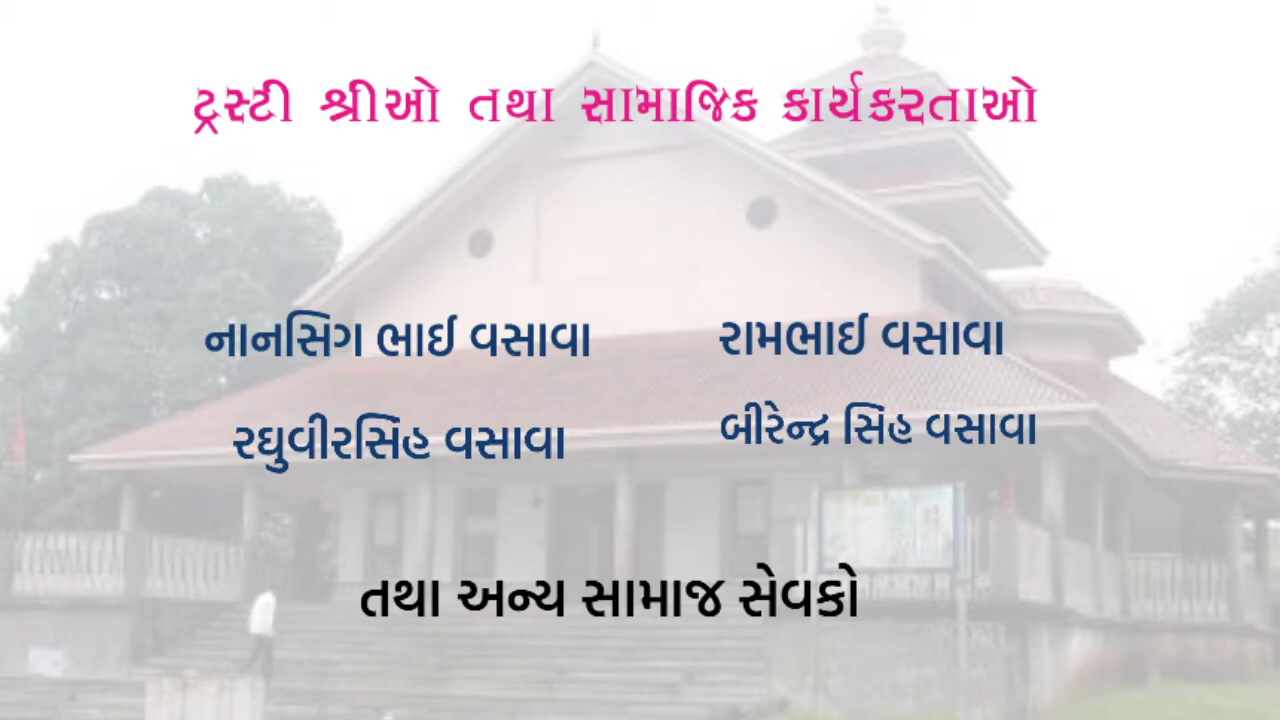 ટ્રસ્ટી શ્રીઓ તથા સામાજિક કાર્યકરતાઓ
નાનસિગ ભાઈ વસાવા
રામભાઈ વસાવા
રઘુવીરસિહ વસાવા
બીરેન્દ્ર સિહ વસાવા
તથા અન્ય સામાજ સેવકો